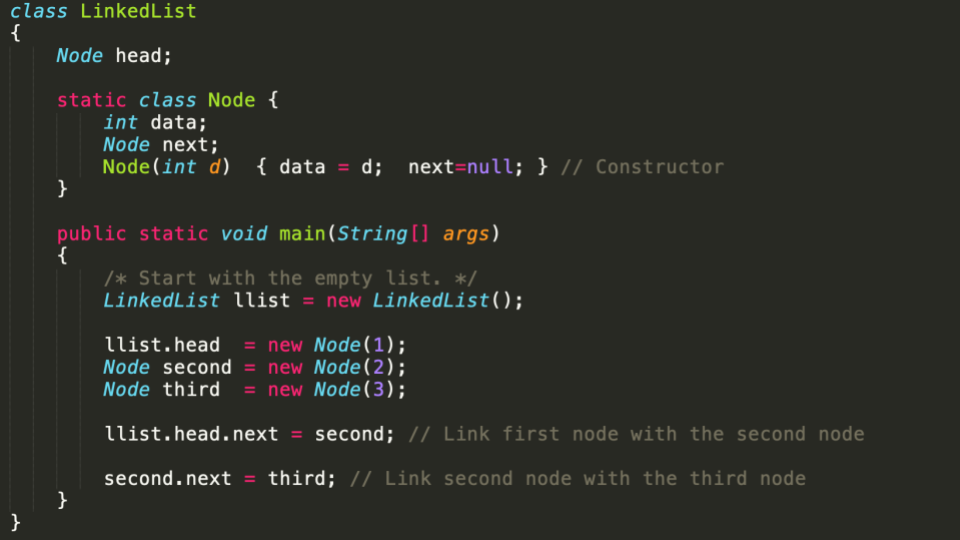 class LinkedList
{
    Node head;

    static class Node {
        int data;
        Node next;
        Node(int d)  { data = d;  next=null; } // Constructor
    }

    public static void main(String[] args)
    {
        /* Start with the empty list. */
        LinkedList llist = new LinkedList();

        llist.head  = new Node(1);
        Node second = new Node(2);
        Node third  = new Node(3);

        llist.head.next = second; // Link first node with the second node

        second.next = third; // Link second node with the third node
    }
}